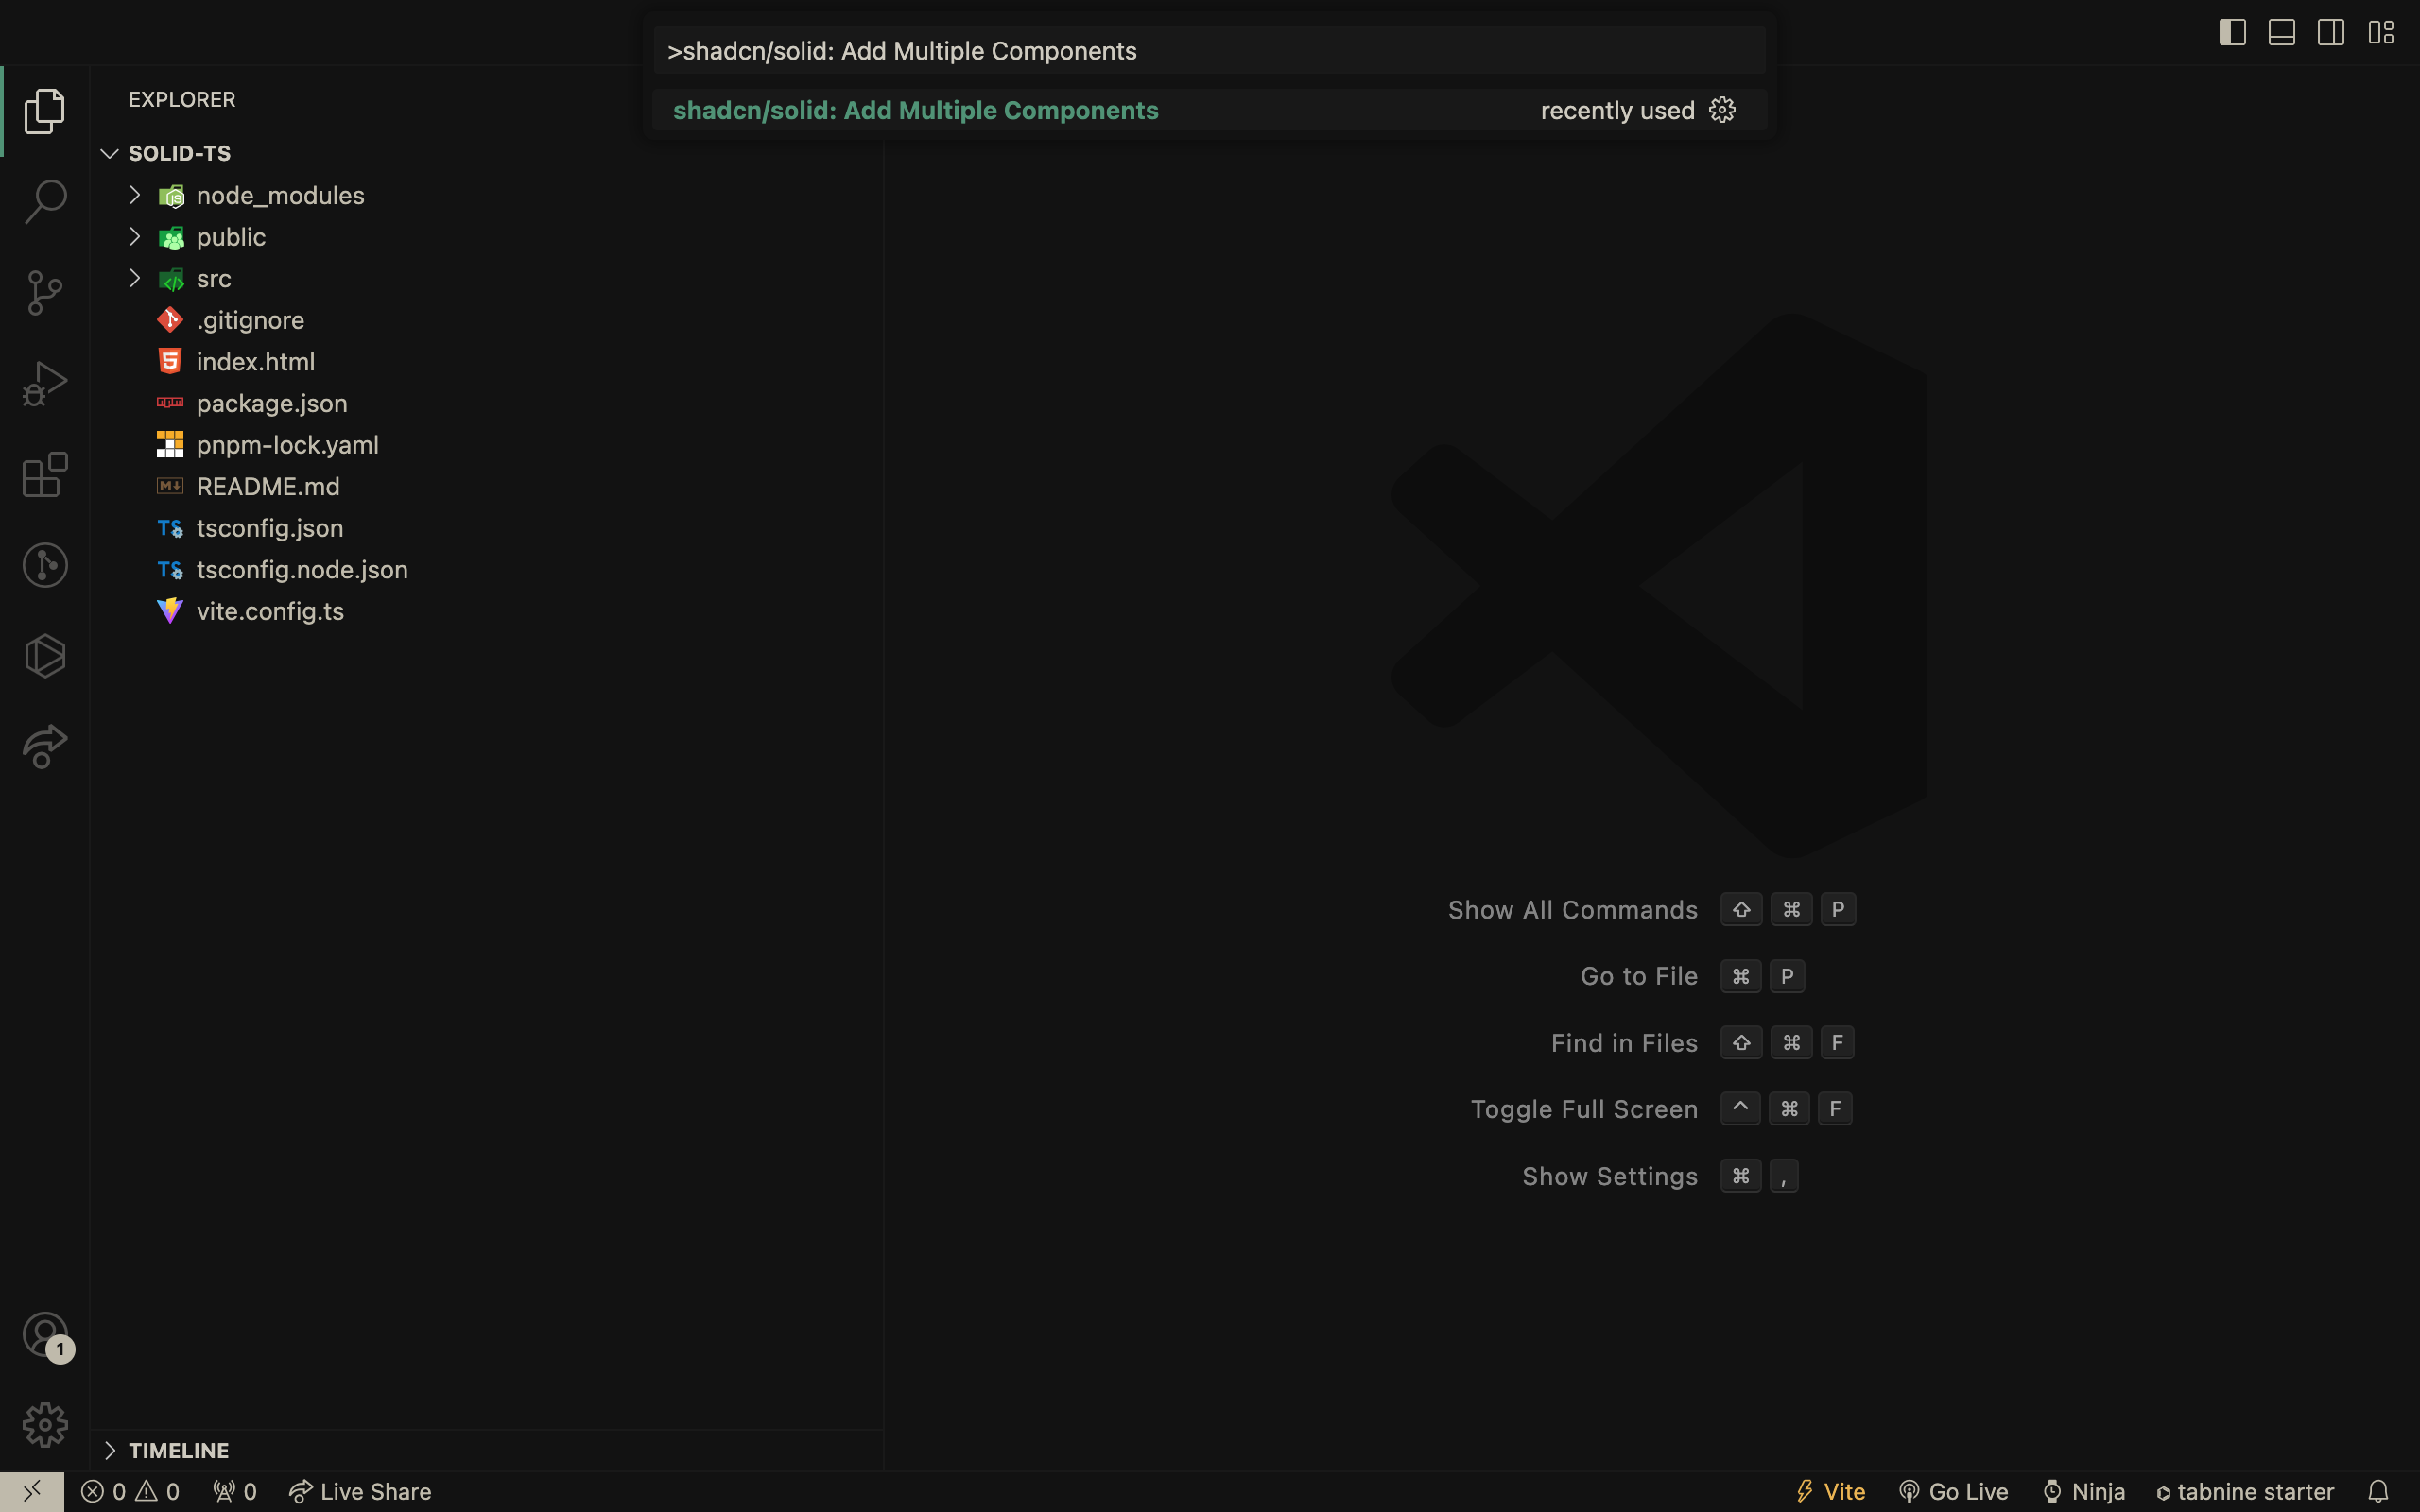 >shadcn/solid: Add Multiple Components
shadcn/solid: Add Multiple Components recently used
EXPLORER
SOLID-TS
node_modules
public
src
.gitignore
index.html
package.json
pnpm-lock.yaml
README.md
tsconfig.json
tsconfig.node.json
vite.config.ts
Show All Commands ⇧ ⌘ P
Go to File ⌘ P
Find in Files ⇧ ⌘ F
Toggle Full Screen ^ ⌘ F
Show Settings ⌘ ,
1
TIMELINE
0 0 0 Live Share Vite Go Live Ninja tabnine starter